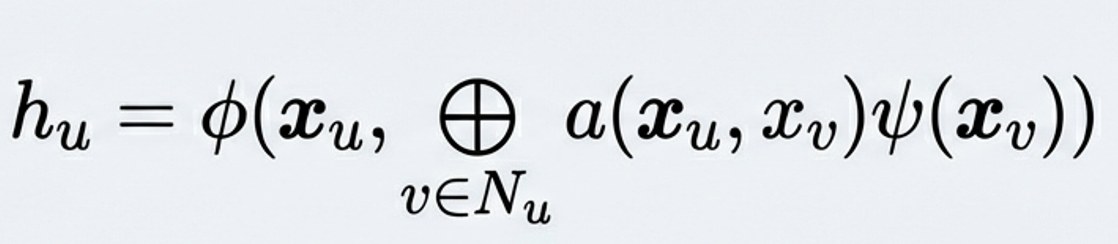 h_u = ϕ(𝒙_u, ⨁_{v∈N_u} a(𝒙_u, x_v)ψ(𝒙_v))